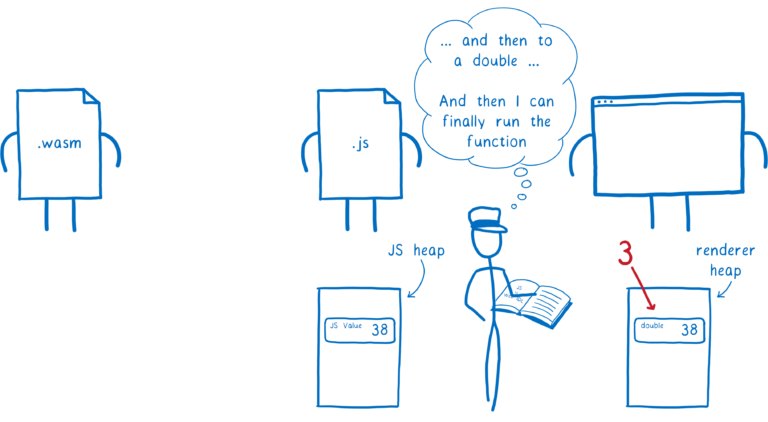 ... and then to
a double ...
And then I can
finally run the
function
.wasm
.js
JS heap
3
renderer
heap
JS Value 38
double 38